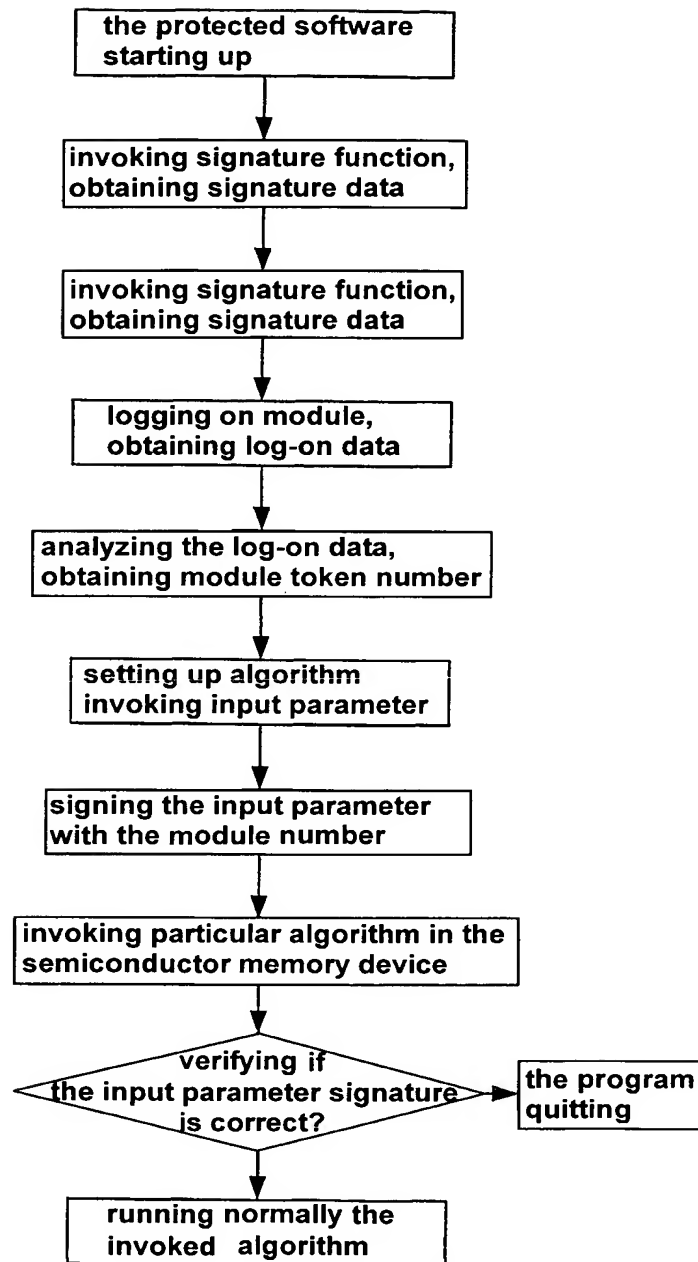 the protected software
starting up
invoking signature function,
obtaining signature data
invoking signature function,
obtaining signature data
logging on module,
obtaining log-on data
analyzing the log-on data,
obtaining module token number
setting up algorithm
invoking input parameter
signing the input parameter
with the module number
invoking particular algorithm in the
semiconductor memory device
verifying if
the input parameter signature
is correct?
the program
quitting
running normally the
invoked algorithm